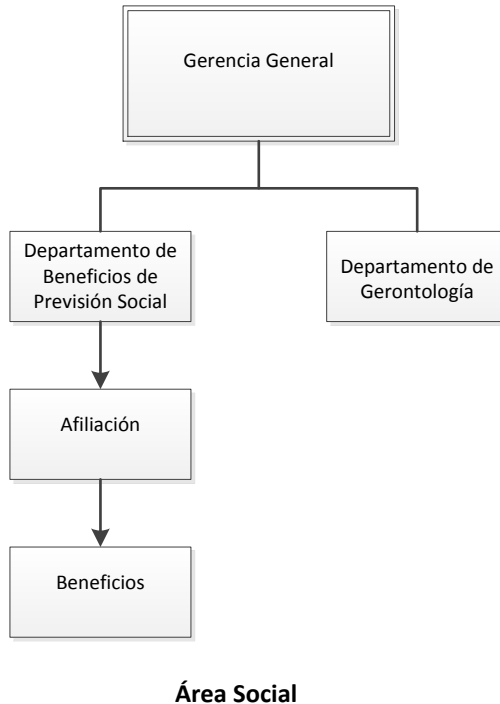 Gerencia General
Departamento de
Beneficios de
Previsión Social
Departamento de
Gerontología
Afiliación
Beneficios
Área Social